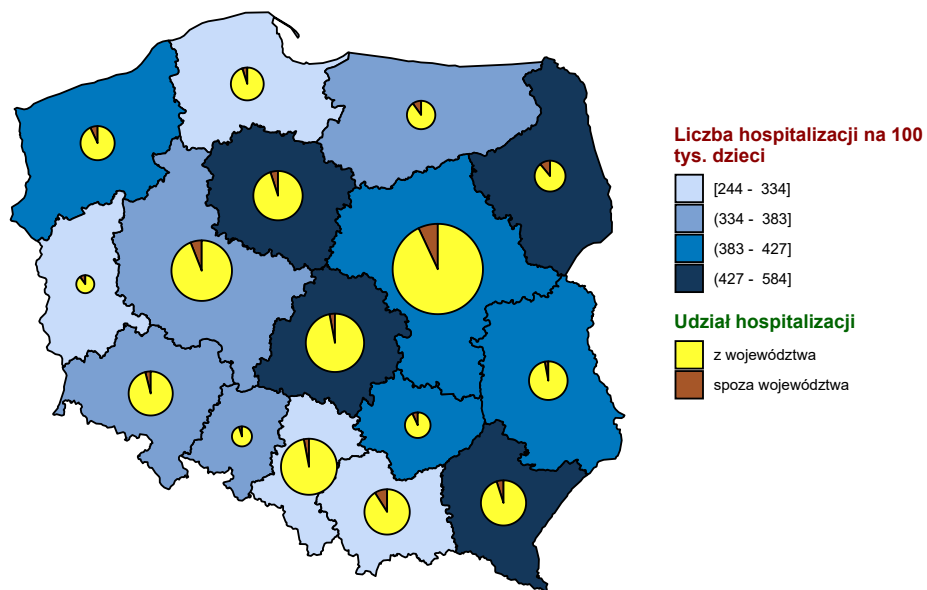 Liczba hospitalizacji na 100
tys. dzieci
[244 - 334]
(334 - 383]
(383 - 427]
(427 - 584]
Udział hospitalizacji
z województwa
spoza województwa